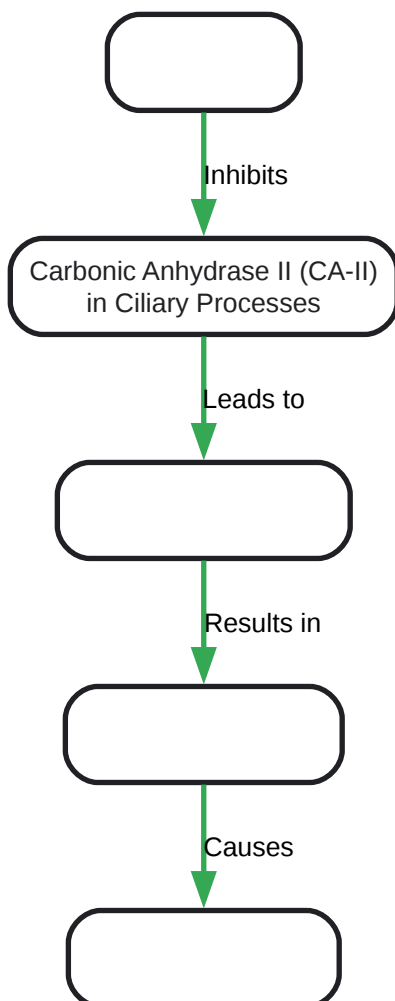 Inhibits
Carbonic Anhydrase II (CA-II)
in Ciliary Processes
Leads to
Results in
Causes